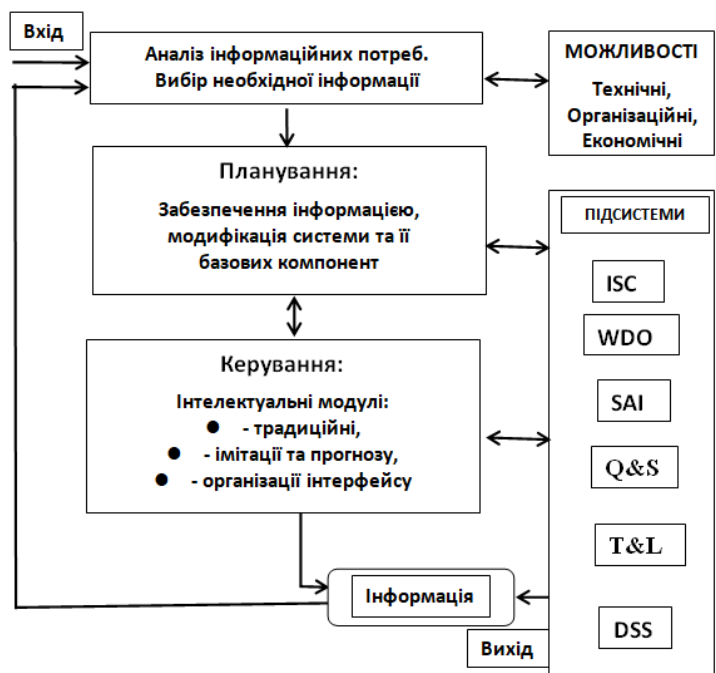 Вхід
Аналіз інформаційних потреб.
Вибір необхідної інформації
МОЖЛИВОСТІ
Технічні,
Організаційні,
Економічні
Планування:
Забезпечення інформацією,
модифікація системи та її
базових компонент
Керування:
Інтелектуальні модулі:
● - традиційні,
● - імітації та прогнозу,
● - організації інтерфейсу
ПІДСИСТЕМИ
ISC
WDO
SAI
Q&S
T&L
DSS
Інформація
Вихід